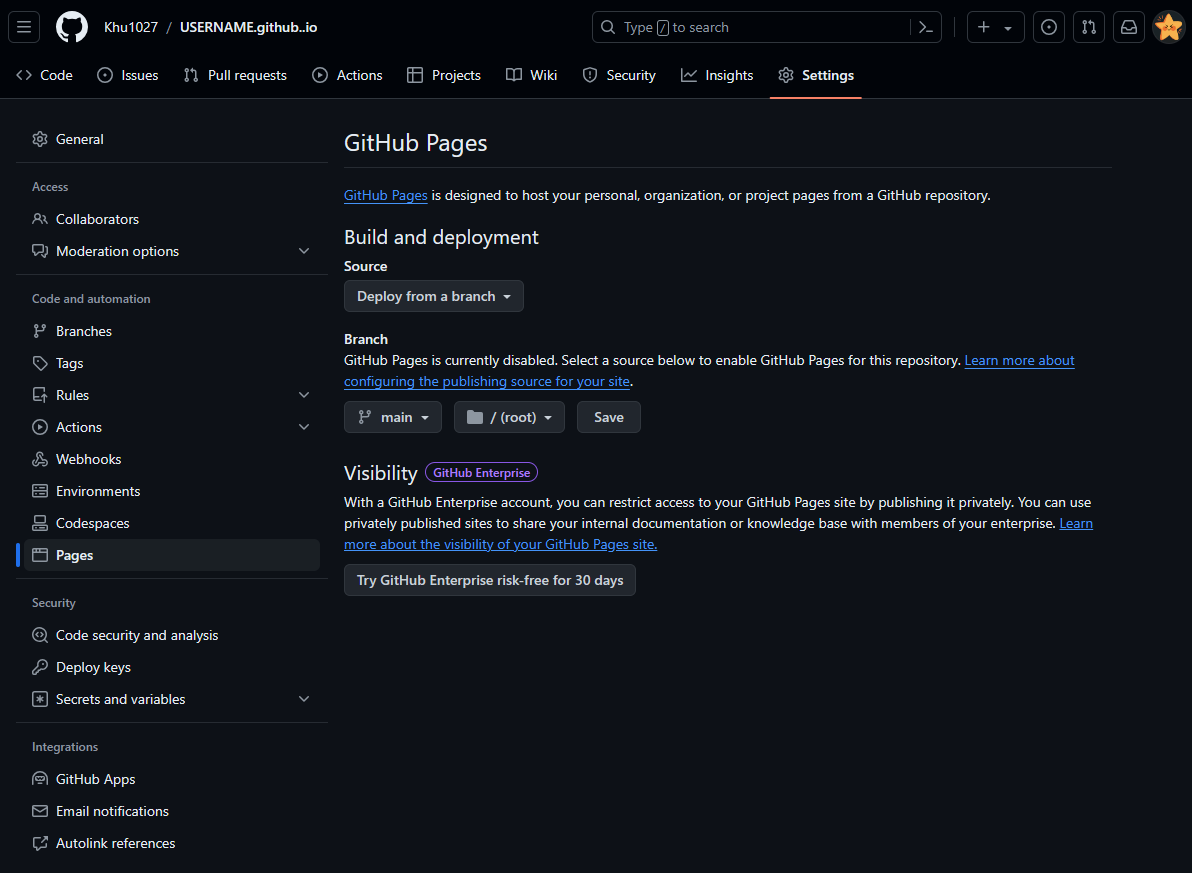 Khu1027 / USERNAME.github..io
Type / to search
Code Issues Pull requests Actions Projects Wiki Security Insights Settings
General
Access
Collaborators
Moderation options
Code and automation
Branches
Tags
Rules
Actions
Webhooks
Environments
Codespaces
Pages
Security
Code security and analysis
Deploy keys
Secrets and variables
Integrations
GitHub Apps
Email notifications
Autolink references
GitHub Pages
GitHub Pages is designed to host your personal, organization, or project pages from a GitHub repository.
Build and deployment
Source
Deploy from a branch
Branch
GitHub Pages is currently disabled. Select a source below to enable GitHub Pages for this repository. Learn more about
configuring the publishing source for your site.
main / (root) Save
Visibility GitHub Enterprise
With a GitHub Enterprise account, you can restrict access to your GitHub Pages site by publishing it privately. You can use
privately published sites to share your internal documentation or knowledge base with members of your enterprise. Learn
more about the visibility of your GitHub Pages site.
Try GitHub Enterprise risk-free for 30 days